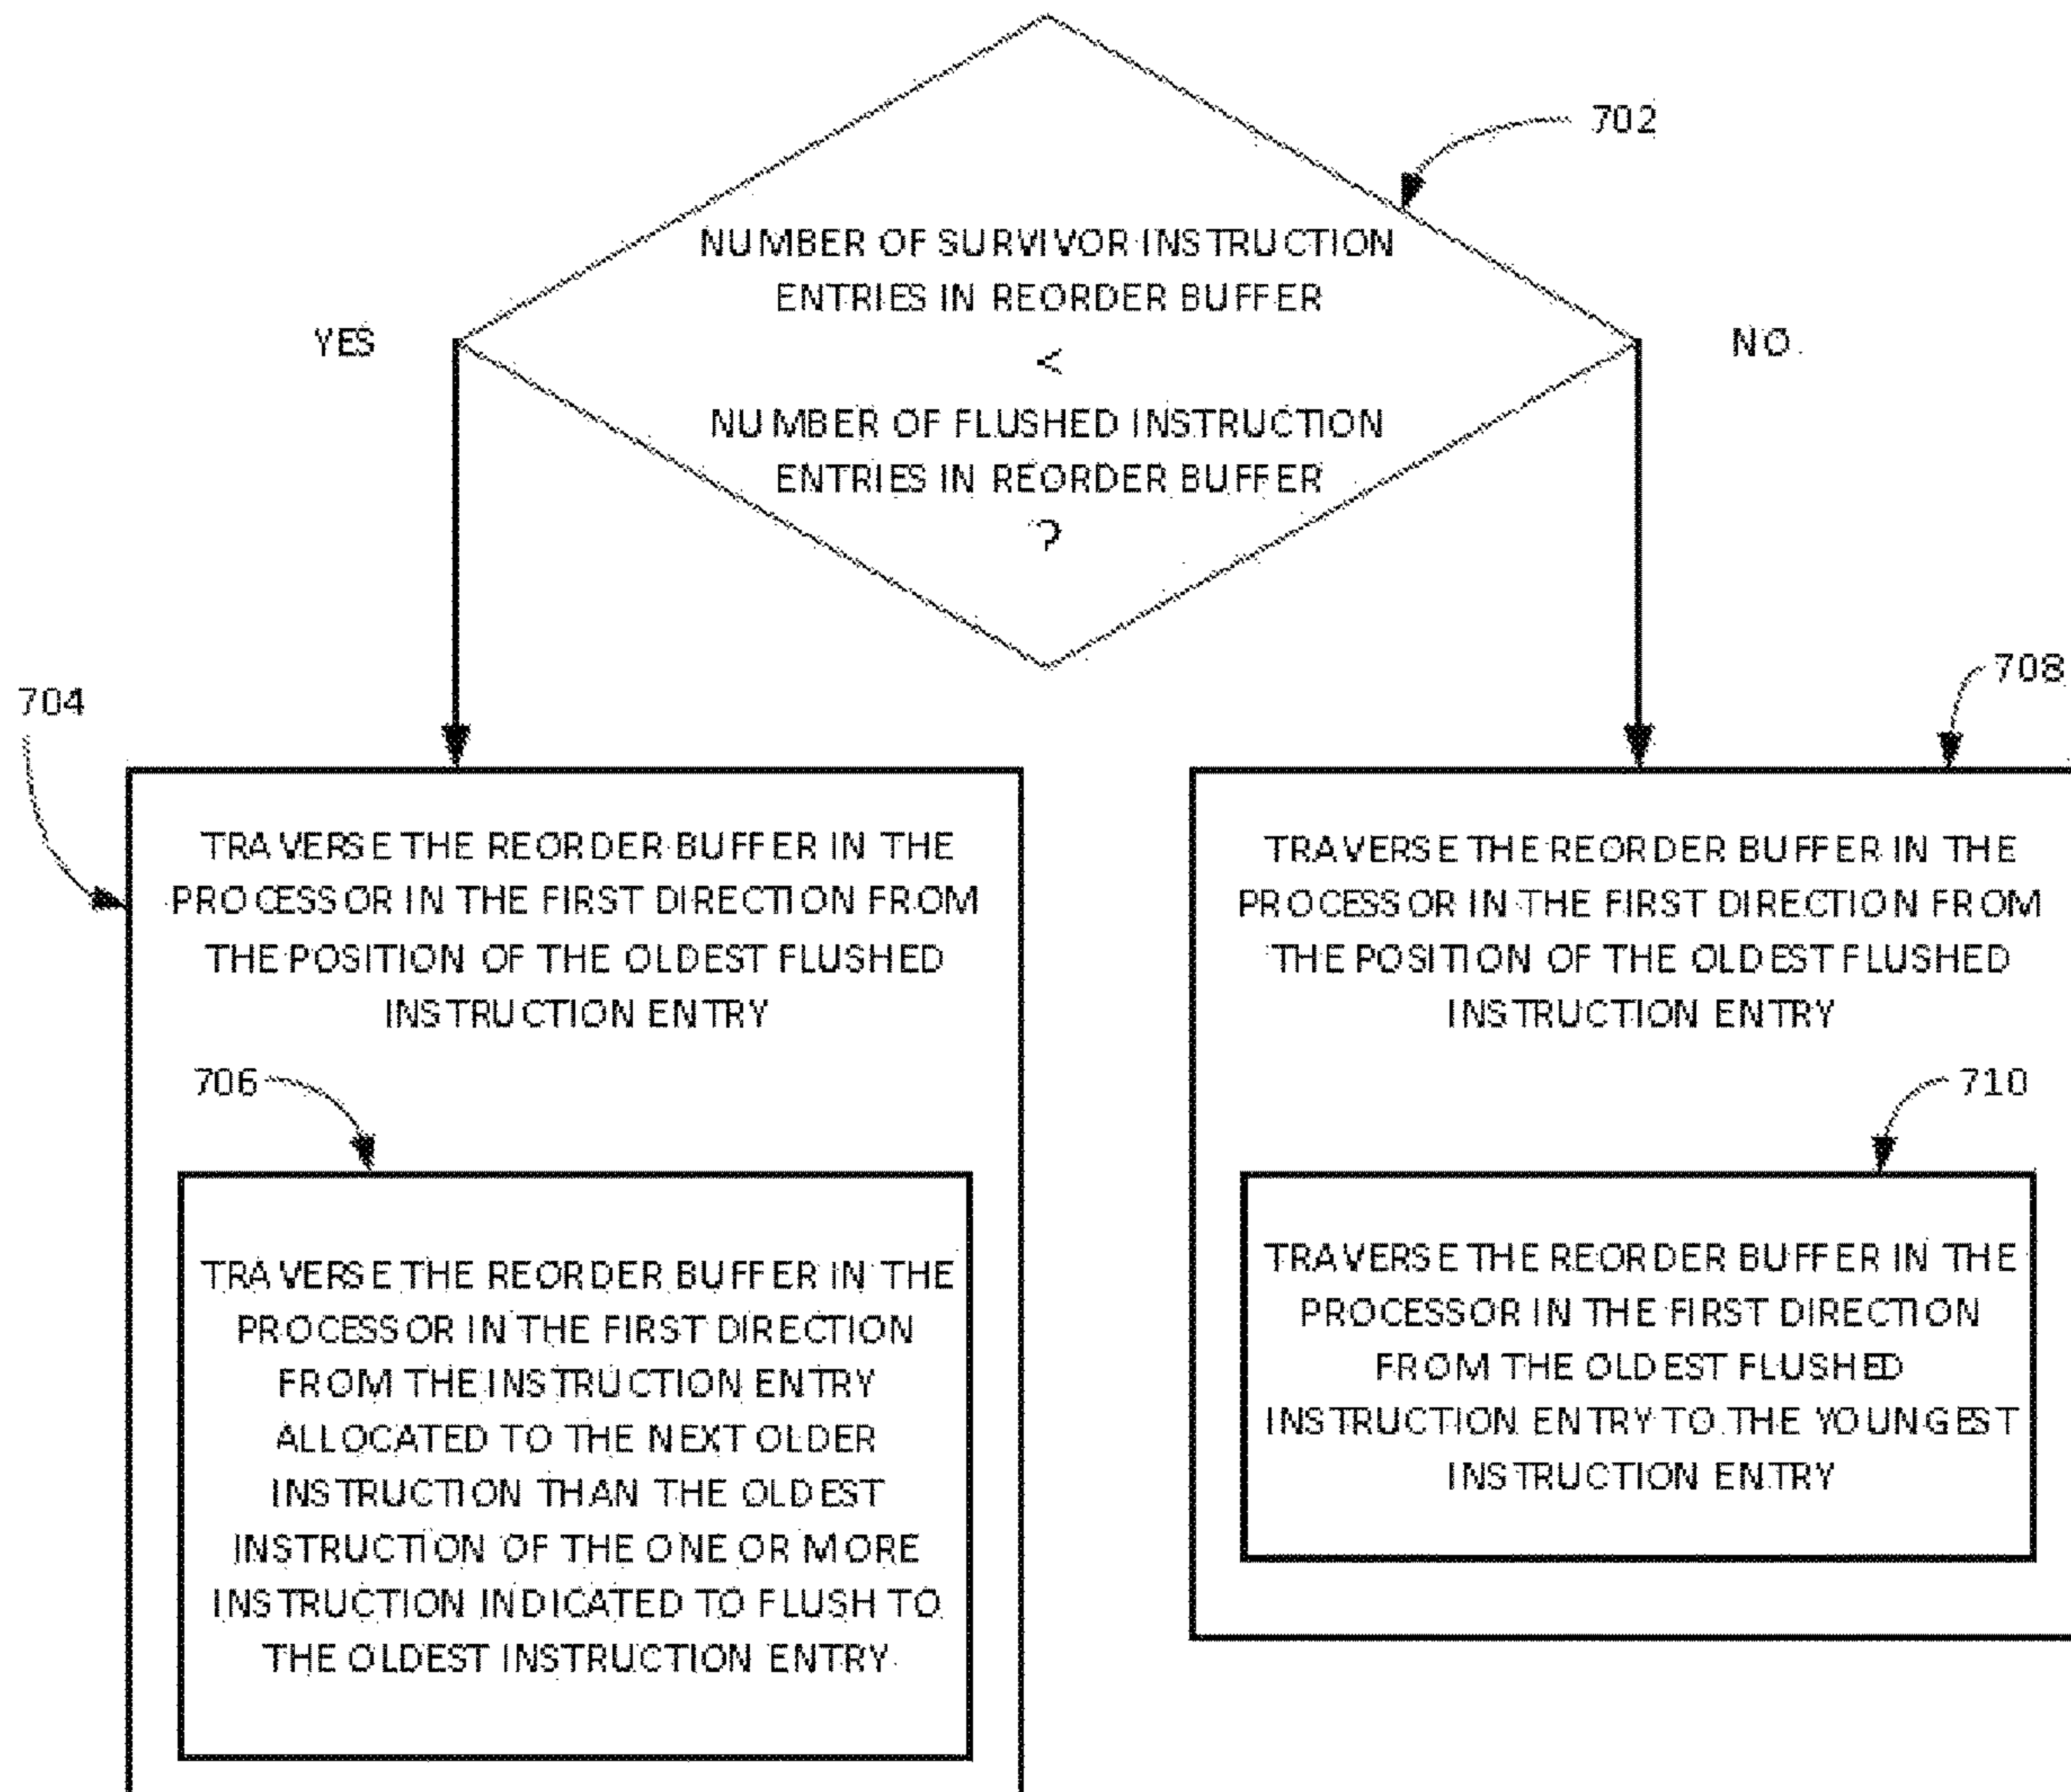 702
NUMBER OF SURVIVOR INSTRUCTION
ENTRIES IN REORDER BUFFER
<
NUMBER OF FLUSHED INSTRUCTION
ENTRIES IN REORDER BUFFER
?
YES
NO
704
TRAVERSE THE REORDER BUFFER IN THE
PROCESSOR IN THE FIRST DIRECTION FROM
THE POSITION OF THE OLDEST FLUSHED
INSTRUCTION ENTRY
706
TRAVERSE THE REORDER BUFFER IN THE
PROCESSOR IN THE FIRST DIRECTION
FROM THE INSTRUCTION ENTRY
ALLOCATED TO THE NEXT OLDER
INSTRUCTION THAN THE OLDEST
INSTRUCTION OF THE ONE OR MORE
INSTRUCTION INDICATED TO FLUSH TO
THE OLDEST INSTRUCTION ENTRY
708
TRAVERSE THE REORDER BUFFER IN THE
PROCESSOR IN THE FIRST DIRECTION FROM
THE POSITION OF THE OLDEST FLUSHED
INSTRUCTION ENTRY
710
TRAVERSE THE REORDER BUFFER IN THE
PROCESSOR IN THE FIRST DIRECTION
FROM THE OLDEST FLUSHED
INSTRUCTION ENTRY TO THE YOUNGEST
INSTRUCTION ENTRY